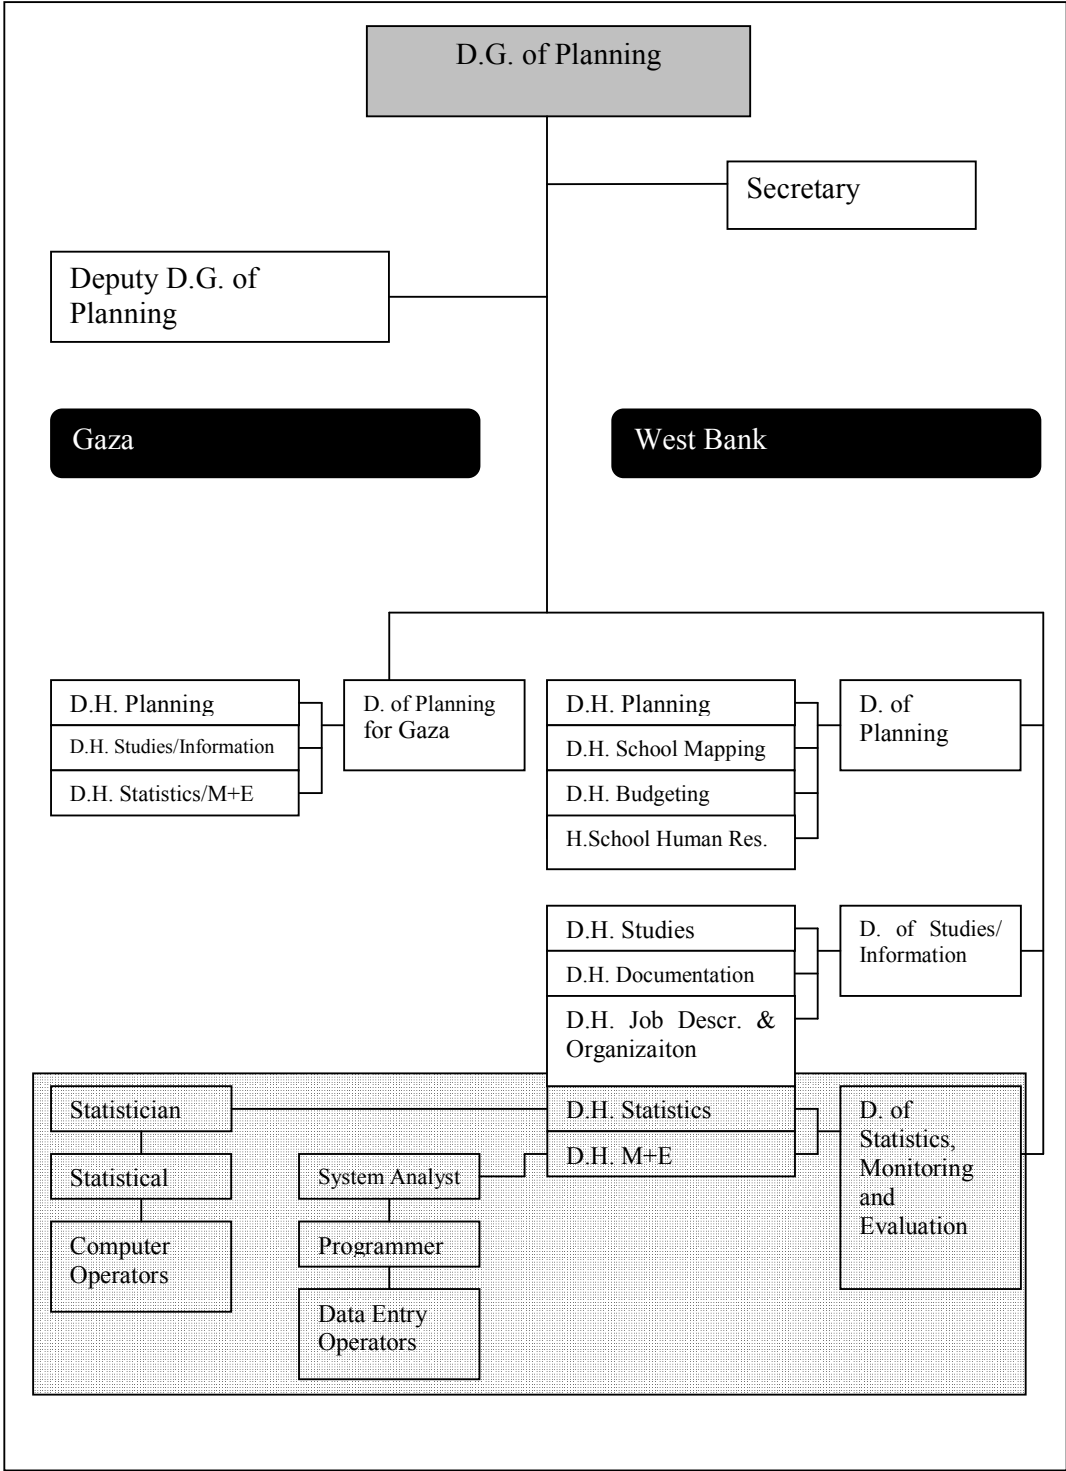 D.G. of Planning
Secretary
Deputy D.G. of
Planning
Gaza
West Bank
D.H. Planning
D.H. Studies/Information
D.H. Statistics/M+E
D. of Planning
for Gaza
D.H. Planning
D.H. School Mapping
D.H. Budgeting
H.School Human Res.
D. of
Planning
D.H. Studies
D.H. Documentation
D.H. Job Descr. &
Organizaiton
D. of Studies/
Information
Statistician
Statistical
Computer
Operators
System Analyst
Programmer
Data Entry
Operators
D.H. Statistics
D.H. M+E
D. of
Statistics,
Monitoring
and
Evaluation